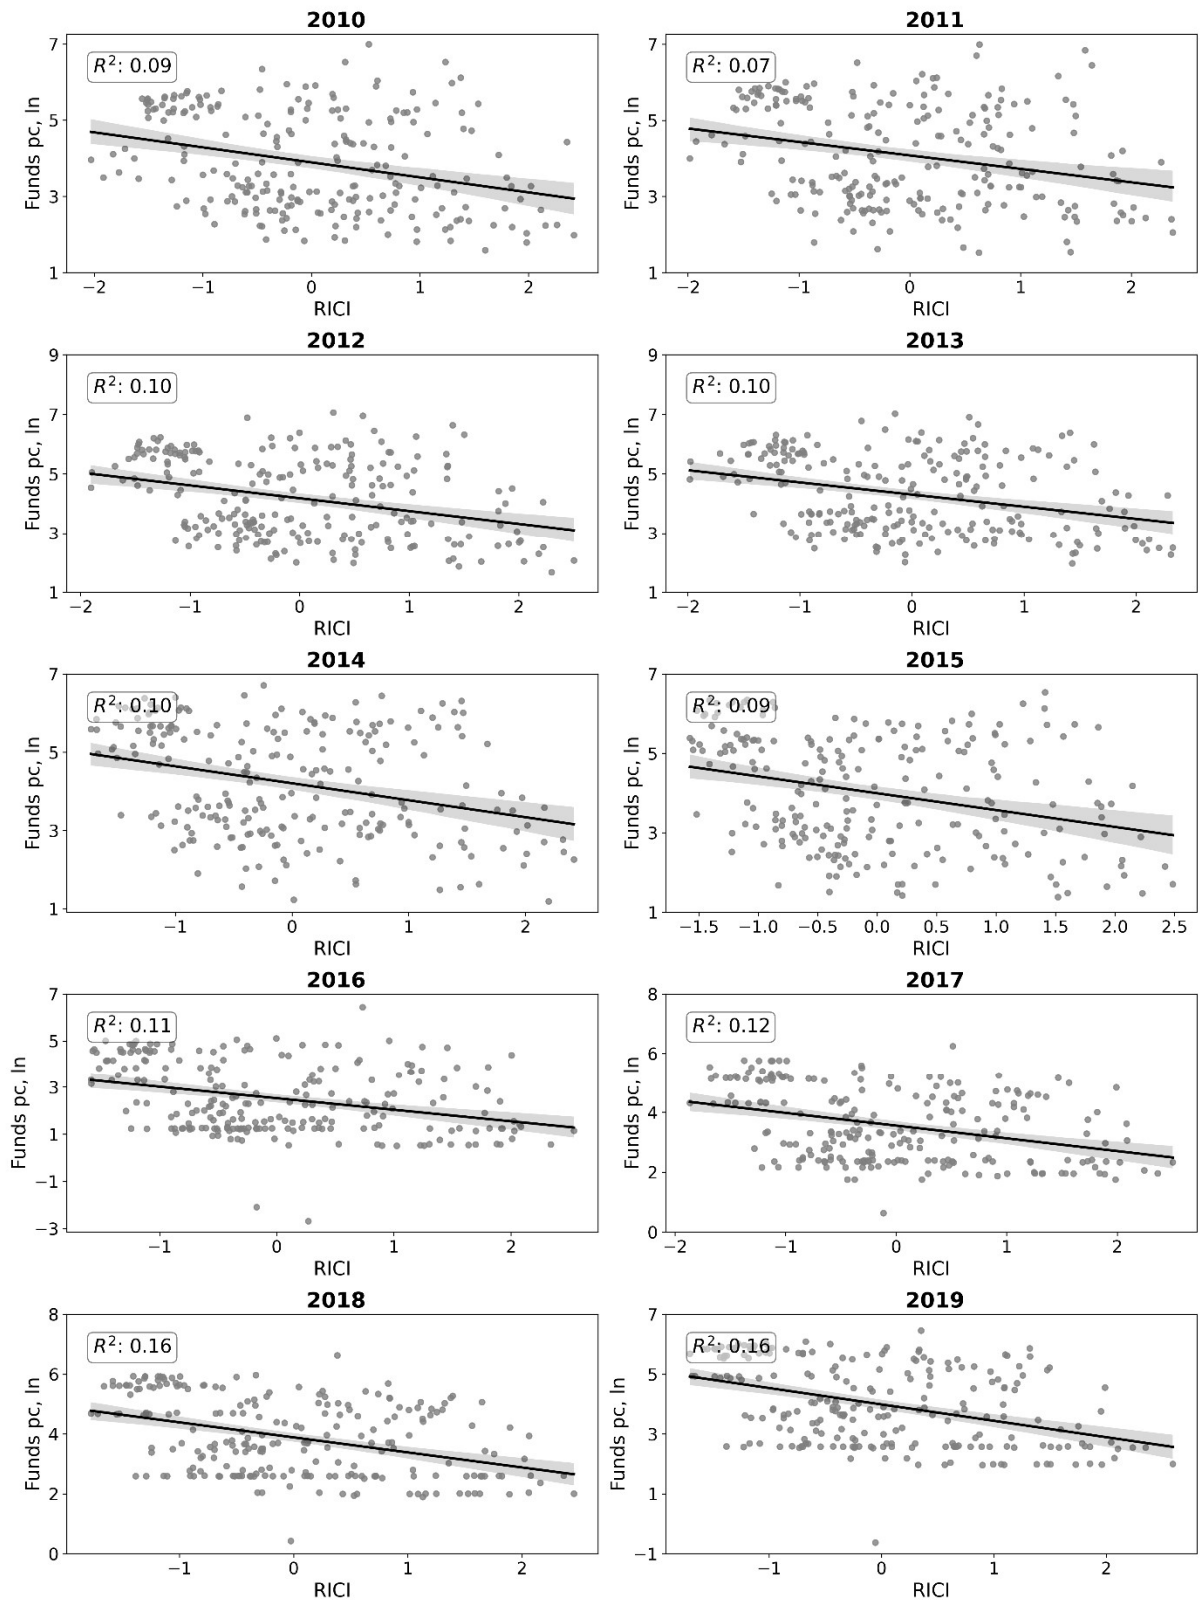 2010
R²: 0.09
Funds pc, ln
7
5
3
1
−2 −1 0 1 2
RICI
2011
R²: 0.07
Funds pc, ln
7
5
3
1
−2 −1 0 1 2
RICI
2012
R²: 0.10
Funds pc, ln
9
7
5
3
1
−2 −1 0 1 2
RICI
2013
R²: 0.10
Funds pc, ln
9
7
5
3
1
−2 −1 0 1 2
RICI
2014
R²: 0.10
Funds pc, ln
7
5
3
1
−1 0 1 2
RICI
2015
R²: 0.09
Funds pc, ln
7
5
3
1
−1.5 −1.0 −0.5 0.0 0.5 1.0 1.5 2.0 2.5
RICI
2016
R²: 0.11
Funds pc, ln
7
5
3
1
−1
−3
−1 0 1 2
RICI
2017
R²: 0.12
Funds pc, ln
8
6
4
2
0
−2 −1 0 1 2
RICI
2018
R²: 0.16
Funds pc, ln
8
6
4
2
0
−1 0 1 2
RICI
2019
R²: 0.16
Funds pc, ln
7
5
3
1
−1
−1 0 1 2
RICI